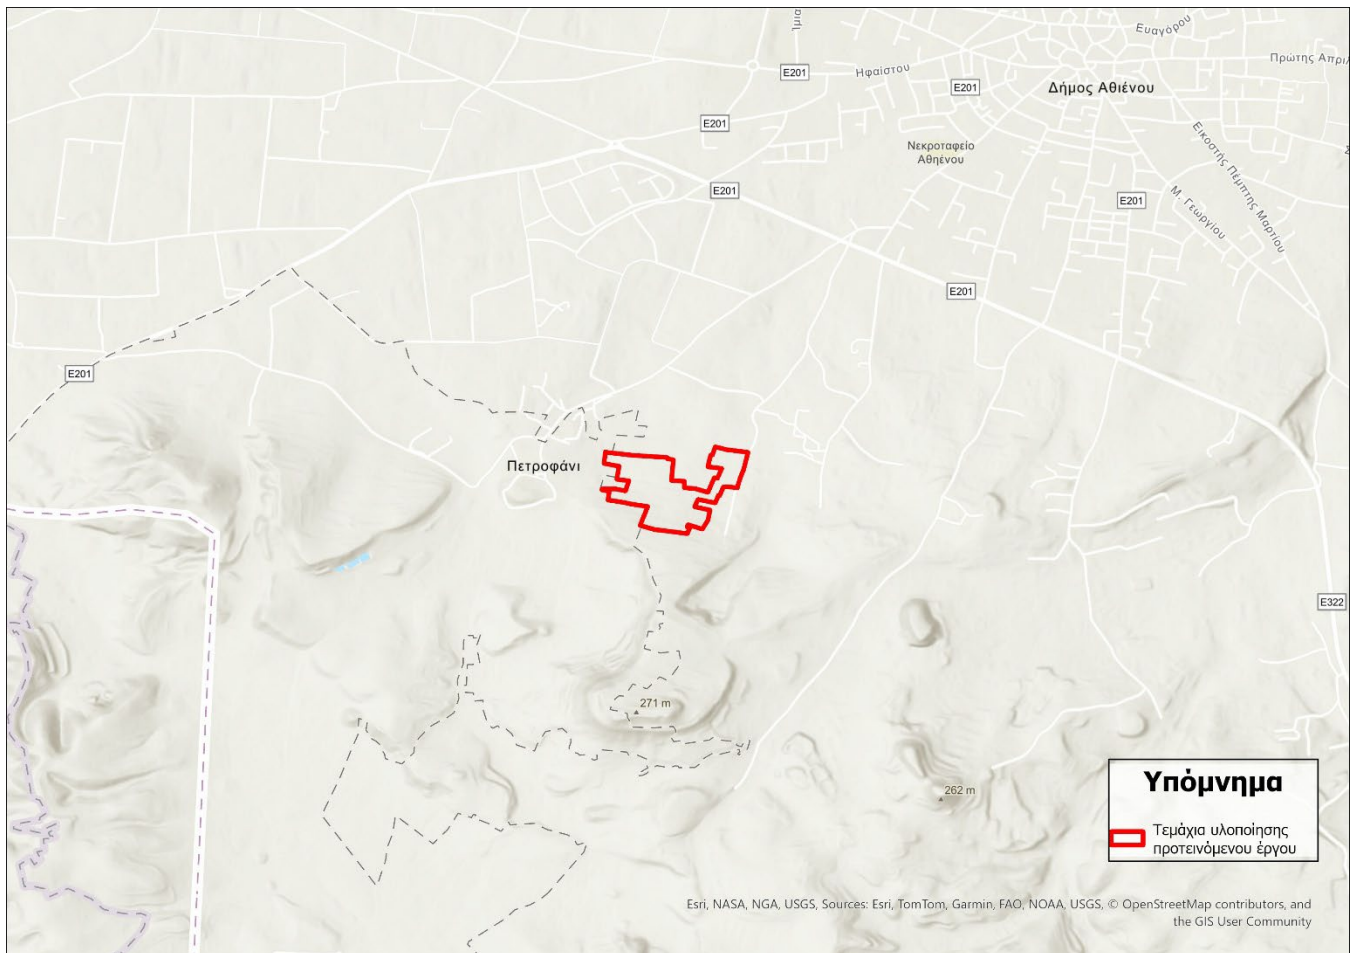 Ευαγόρου
Πρώτης Απριλ
E201
Ηφαίστου
E201
Δήμος Αθιένου
E201
Νεκροταφείο
Αθηένου
Εικοστής Πέμπτης Μαρτίου
E201
E201
Μ. Γεωργίου
E201
E201
Πετροφάνι
E322
271 m
262 m
Υπόμνημα
Τεμάχια υλοποίησης
προτεινόμενου έργου
Esri, NASA, NGA, USGS, Sources: Esri, TomTom, Garmin, FAO, NOAA, USGS, © OpenStreetMap contributors, and
the GIS User Community